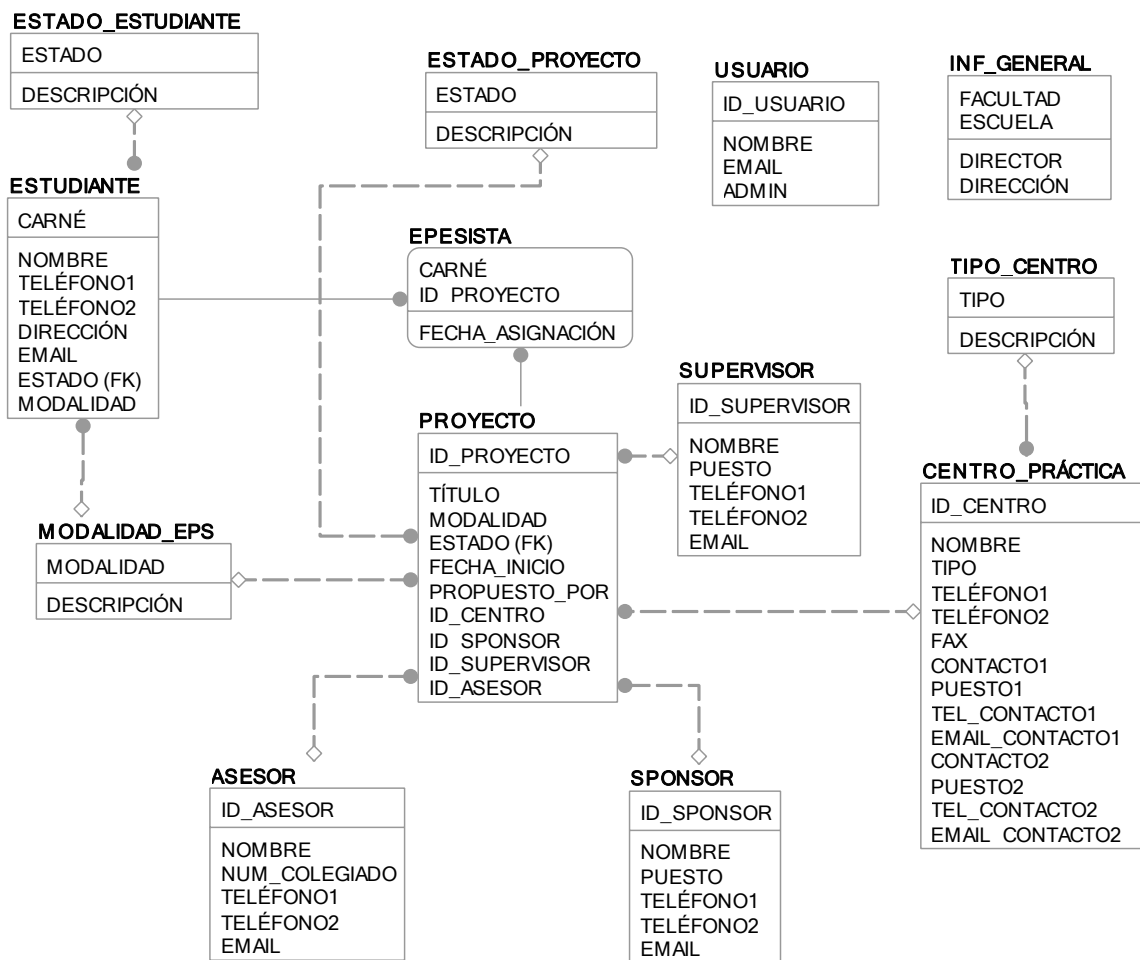 ESTADO_ESTUDIANTE
ESTADO
DESCRIPCIÓN
ESTADO_PROYECTO
ESTADO
DESCRIPCIÓN
USUARIO
ID_USUARIO
NOMBRE
EMAIL
ADMIN
INF_GENERAL
FACULTAD
ESCUELA
DIRECTOR
DIRECCIÓN
ESTUDIANTE
CARNÉ
NOMBRE
TELÉFONO1
TELÉFONO2
DIRECCIÓN
EMAIL
ESTADO (FK)
MODALIDAD
EPESISTA
CARNÉ
ID_PROYECTO
FECHA_ASIGNACIÓN
TIPO_CENTRO
TIPO
DESCRIPCIÓN
SUPERVISOR
ID_SUPERVISOR
NOMBRE
PUESTO
TELÉFONO1
TELÉFONO2
EMAIL
PROYECTO
ID_PROYECTO
TÍTULO
MODALIDAD
ESTADO (FK)
FECHA_INICIO
PROPUESTO_POR
ID_CENTRO
ID_SPONSOR
ID_SUPERVISOR
ID_ASESOR
CENTRO_PRÁCTICA
ID_CENTRO
NOMBRE
TIPO
TELÉFONO1
TELÉFONO2
FAX
CONTACTO1
PUESTO1
TEL_CONTACTO1
EMAIL_CONTACTO1
CONTACTO2
PUESTO2
TEL_CONTACTO2
EMAIL_CONTACTO2
MODALIDAD_EPS
MODALIDAD
DESCRIPCIÓN
ASESOR
ID_ASESOR
NOMBRE
NUM_COLEGIADO
TELÉFONO1
TELÉFONO2
EMAIL
SPONSOR
ID_SPONSOR
NOMBRE
PUESTO
TELÉFONO1
TELÉFONO2
EMAIL